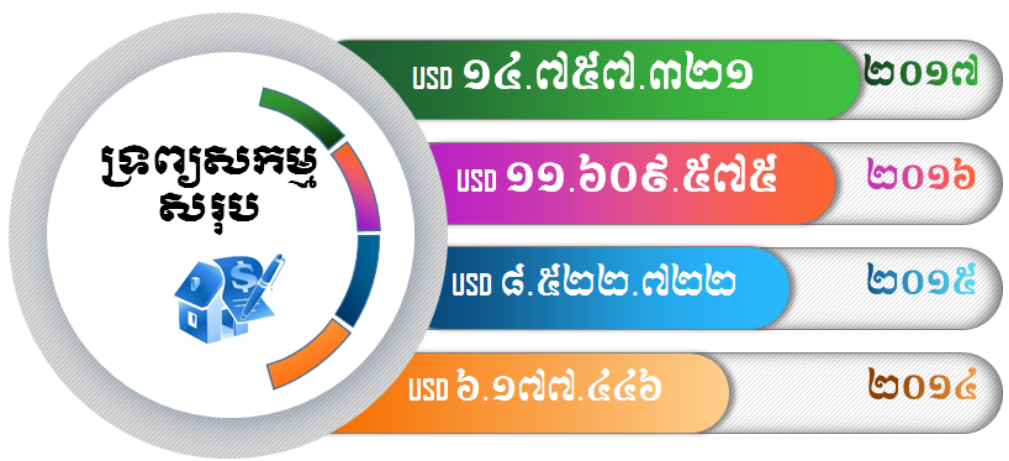 ទ្រព្យសកម្ម
សរុប
USD ១៤.៧៥៧.៣២១ ២០១៧
USD ១១.៦០៩.៥៧៥ ២០១៦
USD ៨.៥២២.៧២២ ២០១៥
USD ៦.១៧៧.៤៤៦ ២០១៤